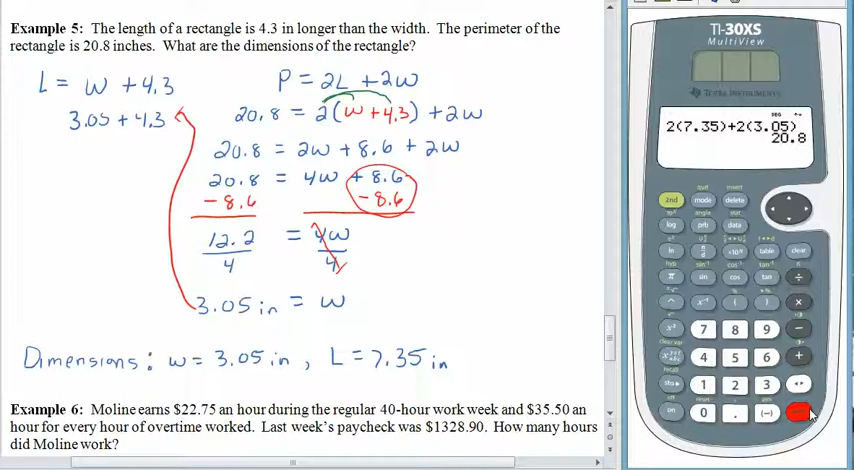 Example 5: The length of a rectangle is 4.3 in longer than the width. The perimeter of the
rectangle is 20.8 inches. What are the dimensions of the rectangle?
L = W + 4.3
3.05 + 4.3
P = 2L + 2W
20.8 = 2(W + 4.3) + 2W
20.8 = 2W + 8.6 + 2W
20.8 = 4W + 8.6
- 8.6 - 8.6
12.2 = 4W
4 4
3.05 in = W
Dimensions: W = 3.05 in, L = 7.35 in
Example 6: Moline earns $22.75 an hour during the regular 40-hour work week and $35.50 an
hour for every hour of overtime worked. Last week's paycheck was $1328.90. How many hours
did Moline work?
TI-30XS
MultiView
TEXAS INSTRUMENTS
DEG
2(7.35)+2(3.05)
20.8
2nd mode delete
log prb data
ln n/d ×10ⁿ table clear
π sin cos tan ÷
^ x⁻¹ ( ) ×
x² 7 8 9 −
4 5 6 +
sto▸ 1 2 3
on 0 . (−)